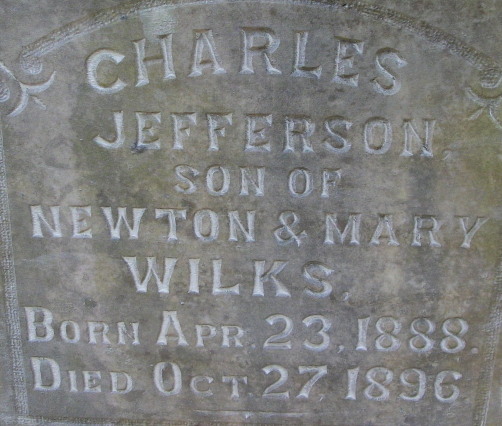 CHARLES
JEFFERSON,
SON OF
NEWTON & MARY
WILKS,
BORN APR. 23, 1888,
DIED OCT. 27, 1896